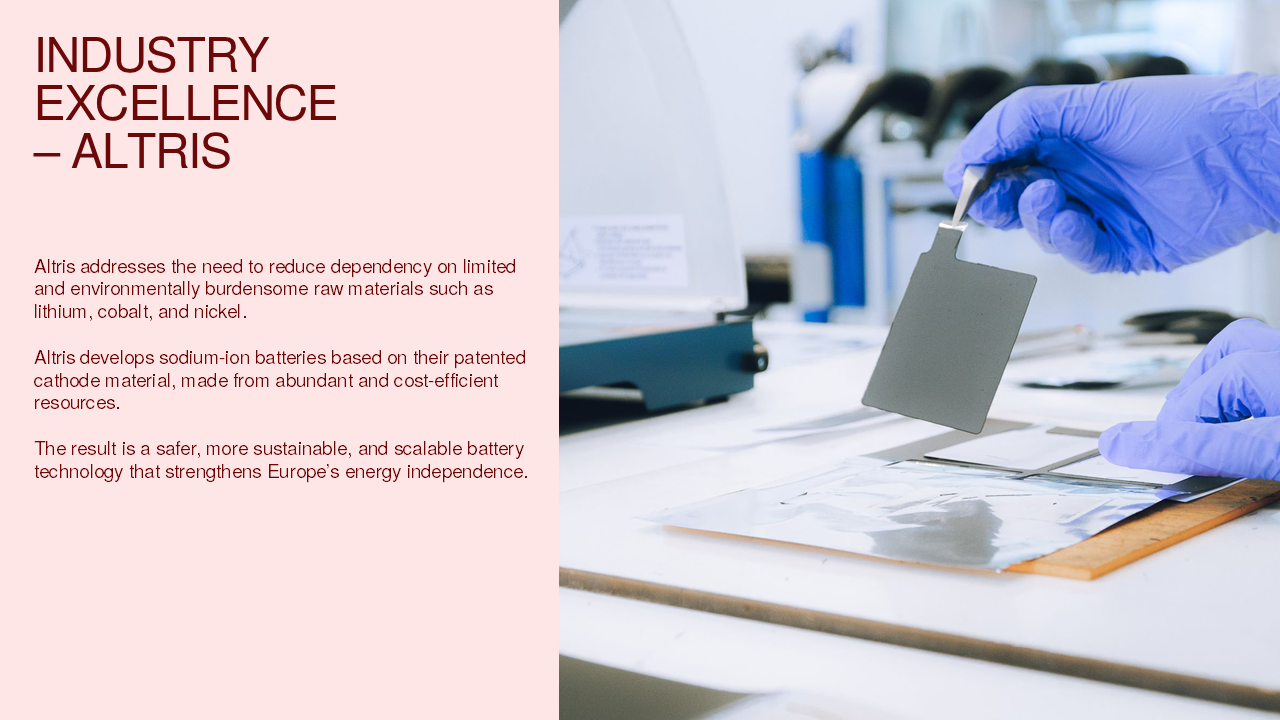 INDUSTRY
EXCELLENCE
– ALTRIS
Altris addresses the need to reduce dependency on limited
and environmentally burdensome raw materials such as
lithium, cobalt, and nickel.
Altris develops sodium-ion batteries based on their patented
cathode material, made from abundant and cost-efficient
resources.
The result is a safer, more sustainable, and scalable battery
technology that strengthens Europe’s energy independence.